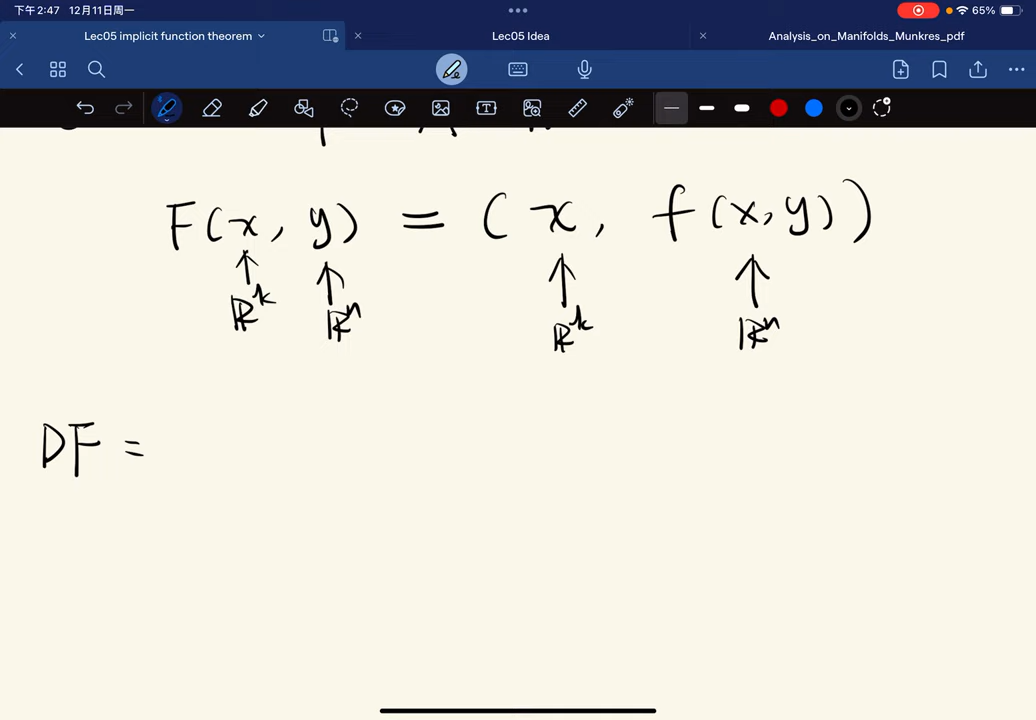 下午2:47 12月11日周一
65%
Lec05 implicit function theorem
Lec05 Idea
Analysis_on_Manifolds_Munkres_pdf
F(x, y) = (x, f(x,y))
ℝᵏ ℝⁿ ℝᵏ ℝⁿ
DF =